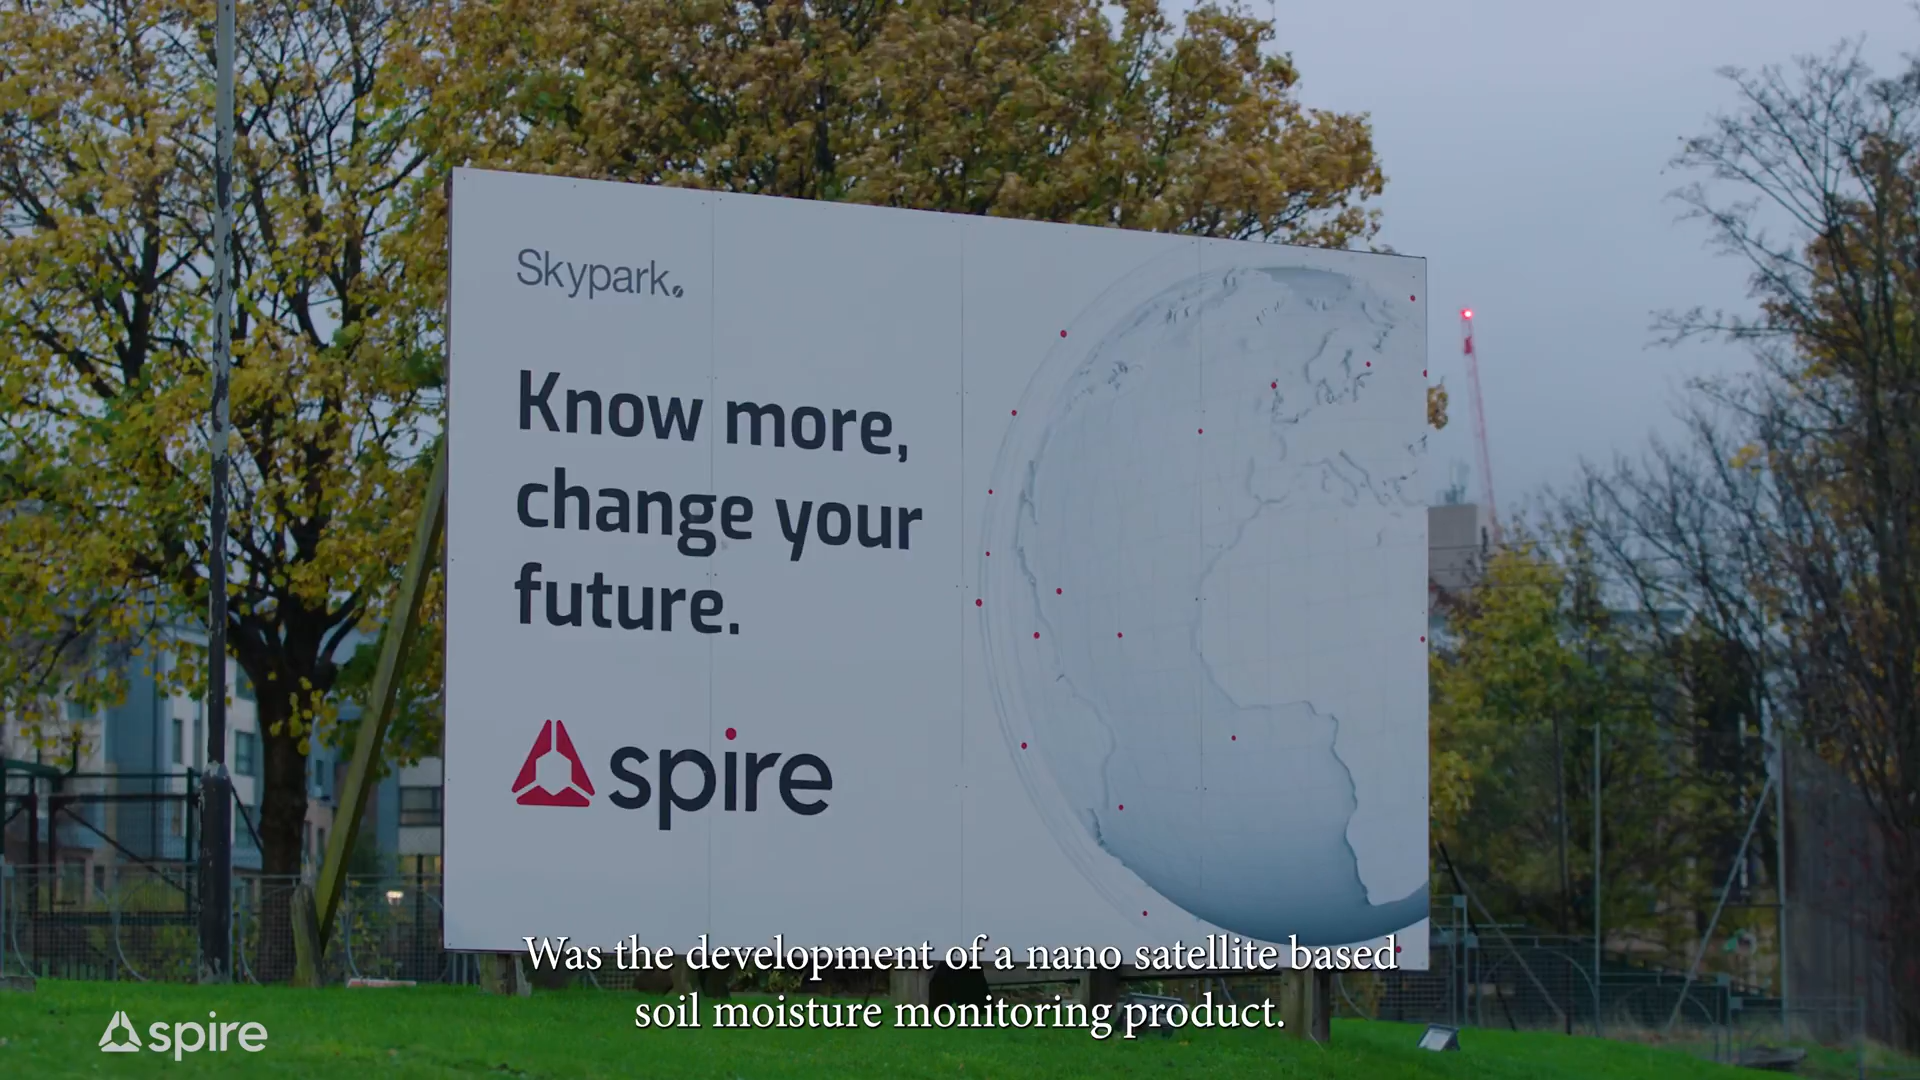 Skypark.
Know more,
change your
future.
spire
Was the development of a nano satellite based
soil moisture monitoring product.
spire